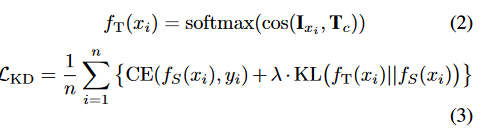 f_T(x_i) = softmax(cos(I_{x_i}, T_c)) (2)
L_KD = \frac{1}{n} \sum_{i=1}^{n} {CE(f_S(x_i), y_i) + λ · KL(f_T(x_i)||f_S(x_i))}
(3)